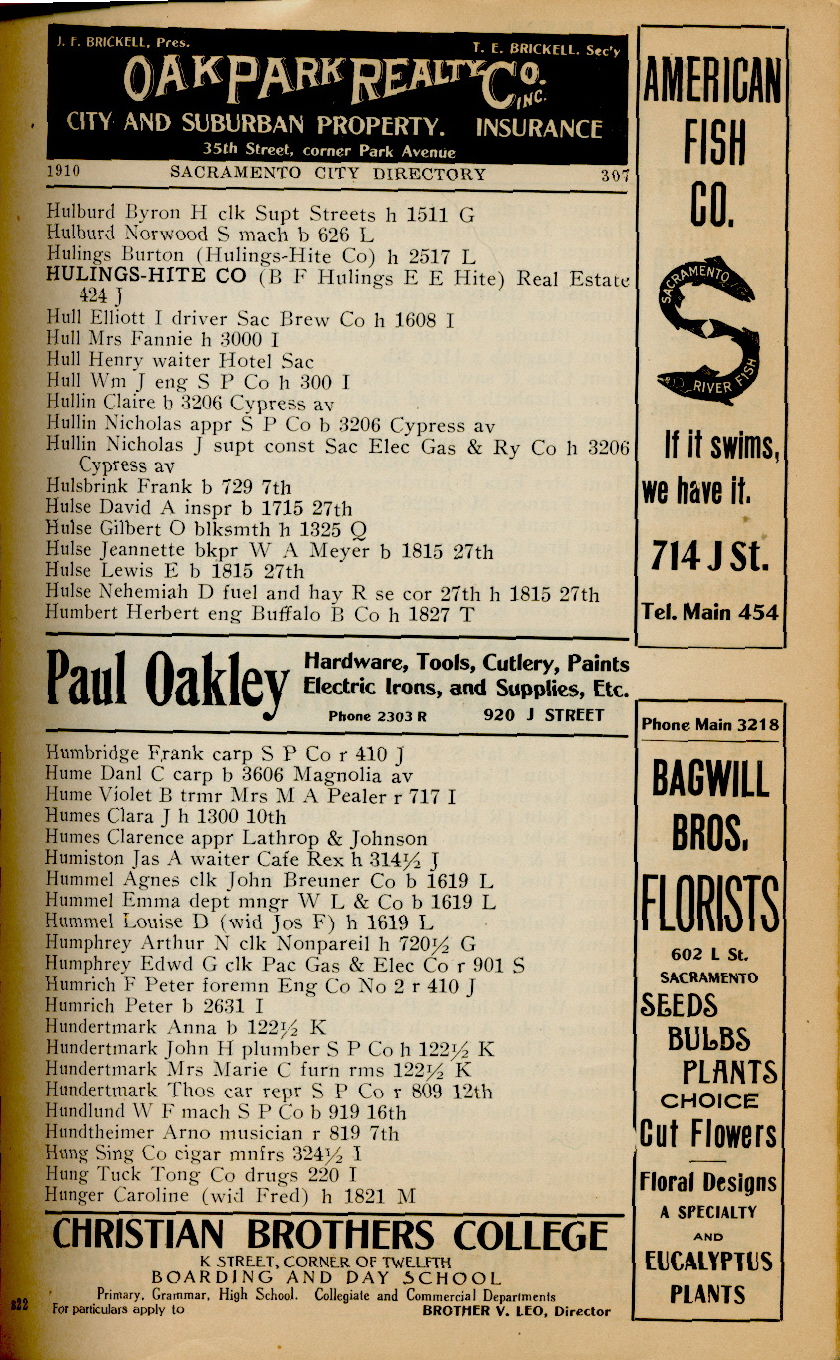 J. F. BRICKELL, Pres.
T. E. BRICKELL. Sec'y
OAK PARK REALTY CO. INC.
CITY AND SUBURBAN PROPERTY. INSURANCE
35th Street, corner Park Avenue
1910 SACRAMENTO CITY DIRECTORY 307
Hulburd Byron H clk Supt Streets h 1511 G
Hulburd Norwood S mach b 626 L
Hulings Burton (Hulings-Hite Co) h 2517 L
HULINGS-HITE CO (B F Hulings E E Hite) Real Estate
424 J
Hull Elliott I driver Sac Brew Co h 1608 I
Hull Mrs Fannie h 3000 I
Hull Henry waiter Hotel Sac
Hull Wm J eng S P Co h 300 I
Hullin Claire b 3206 Cypress av
Hullin Nicholas appr S P Co b 3206 Cypress av
Hullin Nicholas J supt const Sac Elec Gas & Ry Co h 3206
Cypress av
Hulsbrink Frank b 729 7th
Hulse David A inspr b 1715 27th
Hulse Gilbert O blksmth h 1325 Q
Hulse Jeannette bkpr W A Meyer b 1815 27th
Hulse Lewis E b 1815 27th
Hulse Nehemiah D fuel and hay R se cor 27th h 1815 27th
Humbert Herbert eng Buffalo B Co h 1827 T
Paul Oakley
Hardware, Tools, Cutlery, Paints
Electric Irons, and Supplies, Etc.
Phone 2303 R 920 J STREET
Humbridge Frank carp S P Co r 410 J
Hume Danl C carp b 3606 Magnolia av
Hume Violet B trmr Mrs M A Pealer r 717 I
Humes Clara J h 1300 10th
Humes Clarence appr Lathrop & Johnson
Humiston Jas A waiter Cafe Rex h 314½ J
Hummel Agnes clk John Breuner Co b 1619 L
Hummel Emma dept mngr W L & Co b 1619 L
Hummel Louise D (wid Jos F) h 1619 L
Humphrey Arthur N clk Nonpareil h 720½ G
Humphrey Edwd G clk Pac Gas & Elec Co r 901 S
Humrich F Peter foremn Eng Co No 2 r 410 J
Humrich Peter b 2631 I
Hundertmark Anna b 122½ K
Hundertmark John H plumber S P Co h 122½ K
Hundertmark Mrs Marie C furn rms 122½ K
Hundertmark Thos car repr S P Co r 809 12th
Hundlund W F mach S P Co b 919 16th
Hundtheimer Arno musician r 819 7th
Hung Sing Co cigar mnfrs 324½ I
Hung Tuck Tong Co drugs 220 I
Hunger Caroline (wid Fred) h 1821 M
CHRISTIAN BROTHERS COLLEGE
K STREET, CORNER OF TWELFTH
BOARDING AND DAY SCHOOL
Primary, Grammar, High School. Collegiate and Commercial Departments
For particulars apply to BROTHER V. LEO, Director
AMERICAN
FISH
CO.
SACRAMENTO
RIVER FISH
If it swims,
we have it.
714 J St.
Tel. Main 454
Phone Main 3218
BAGWILL
BROS.
FLORISTS
602 L St.
SACRAMENTO
SEEDS
BULBS
PLANTS
CHOICE
Cut Flowers
Floral Designs
A SPECIALTY
AND
EUCALYPTUS
PLANTS